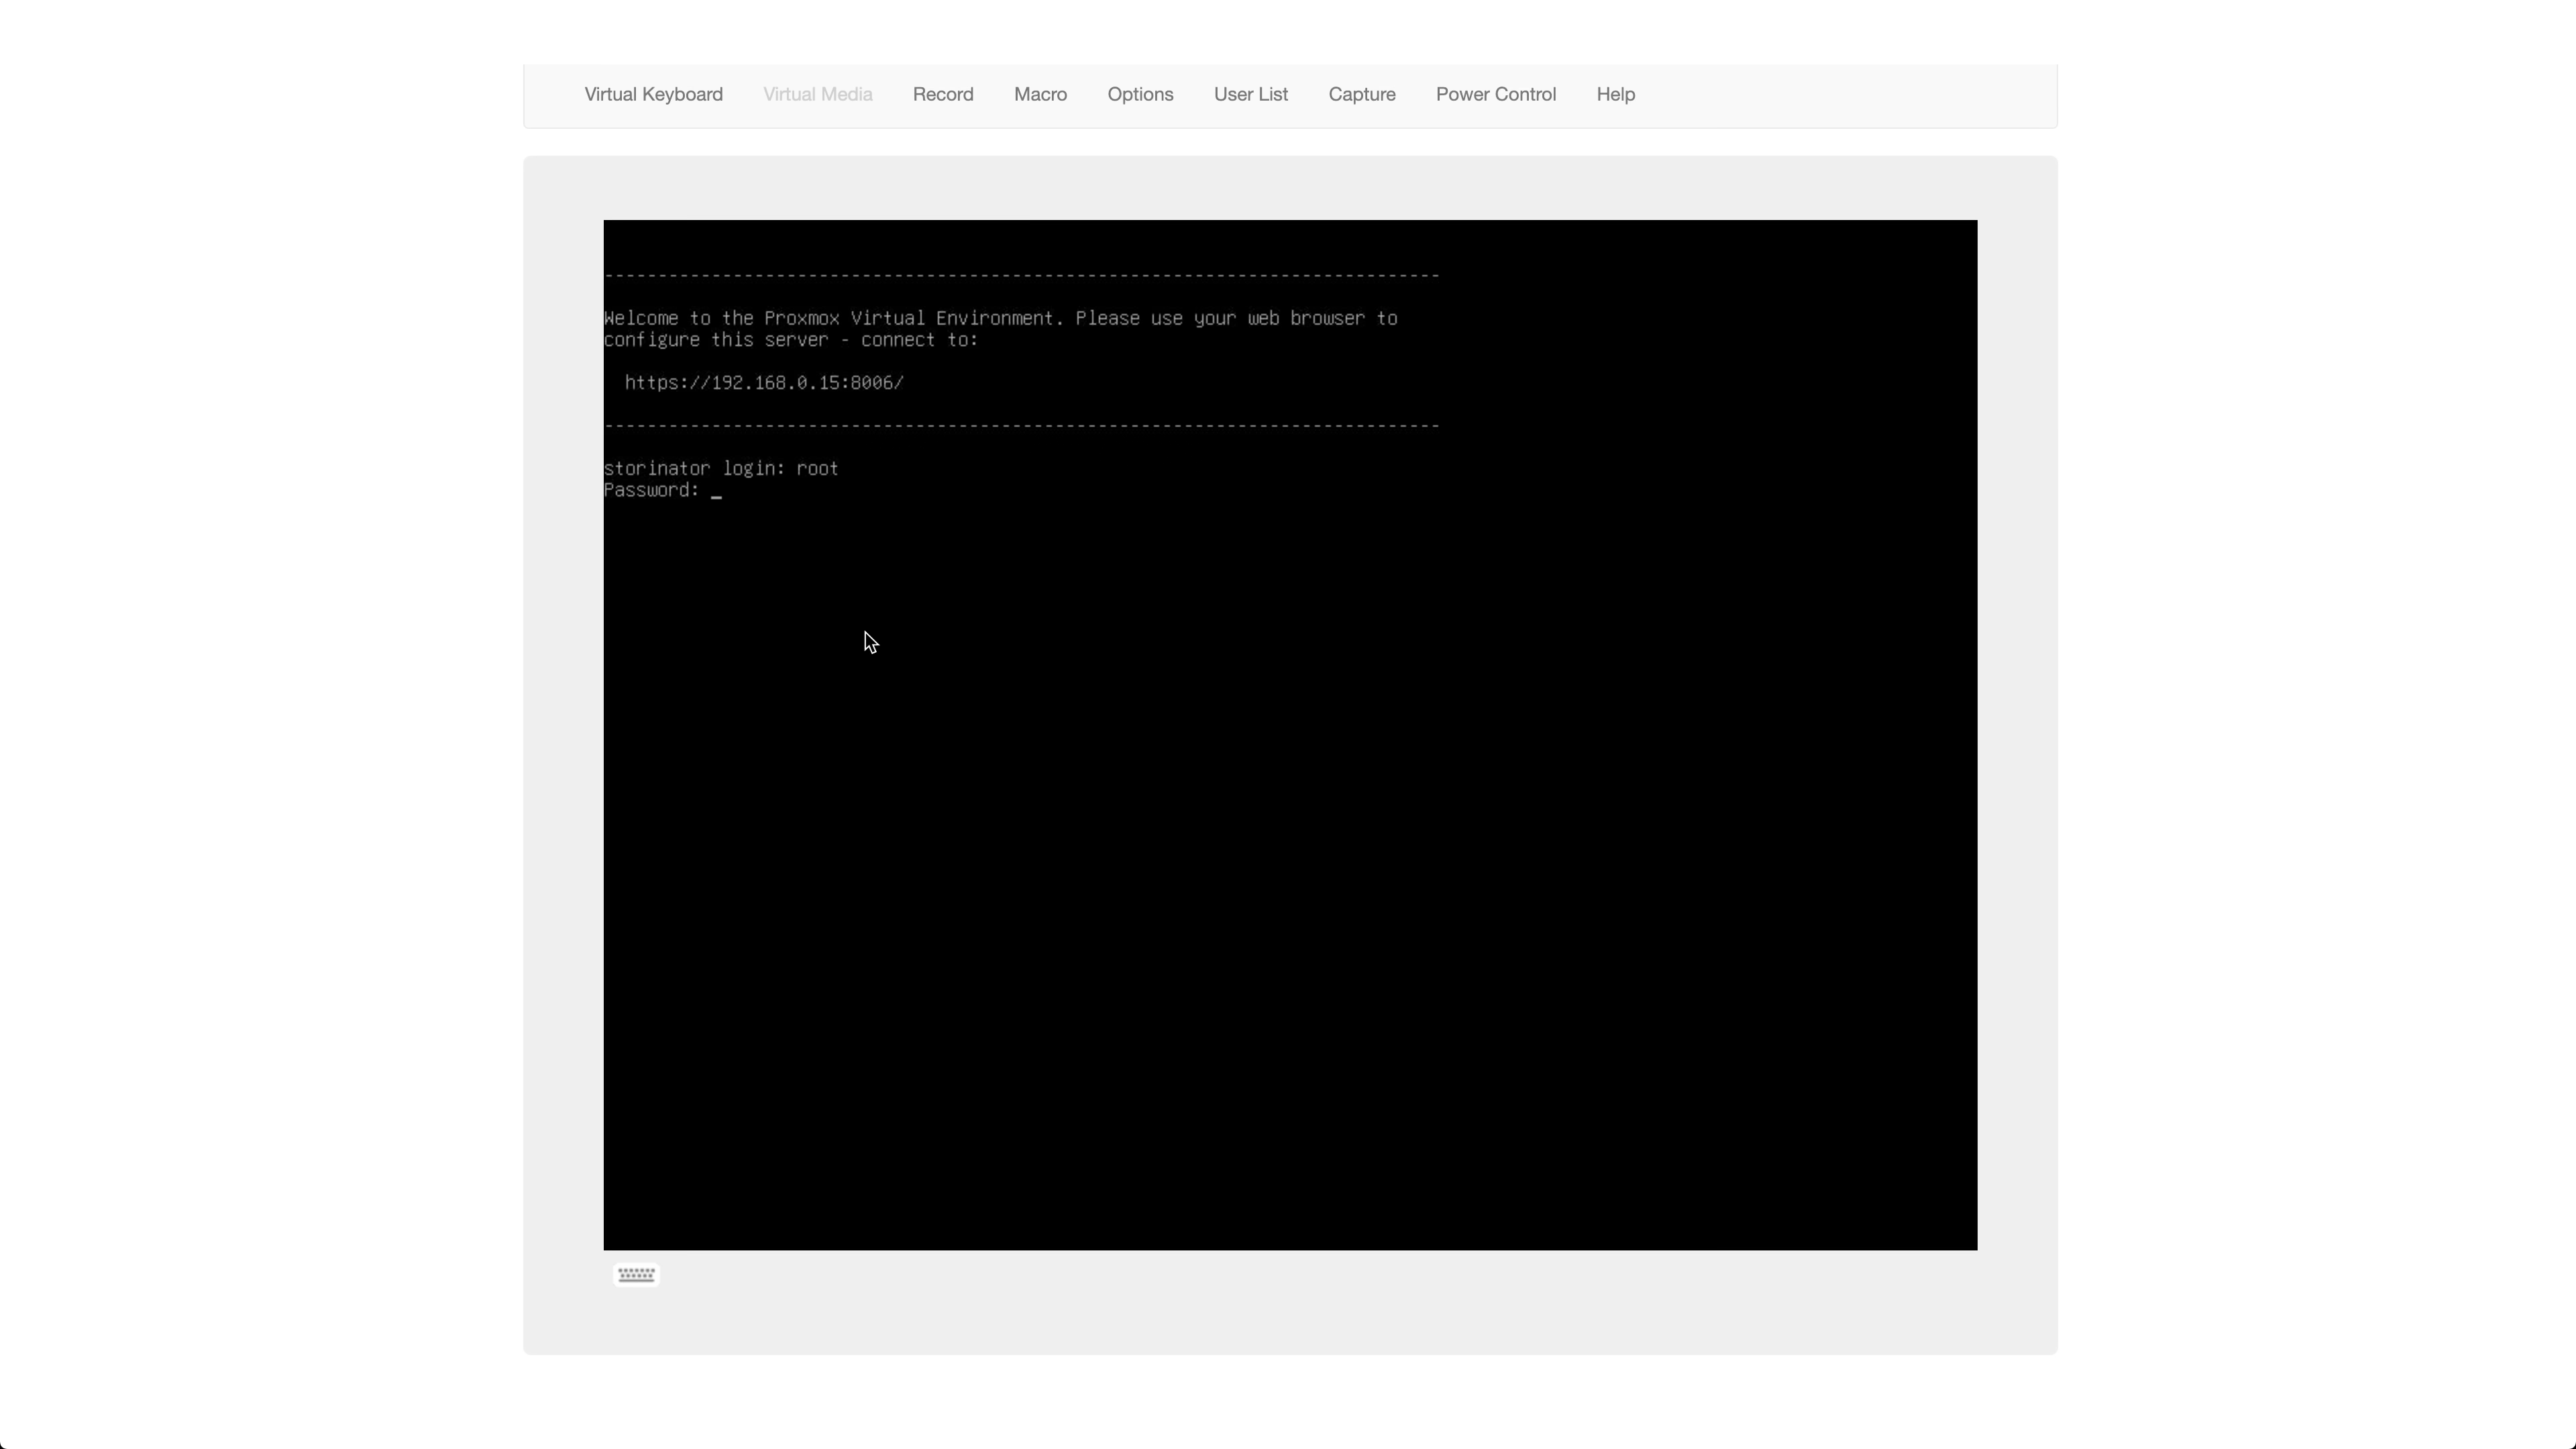 Virtual Keyboard Virtual Media Record Macro Options User List Capture Power Control Help
--------------------------------------------------------------------------------
Welcome to the Proxmox Virtual Environment. Please use your web browser to
configure this server - connect to:
https://192.168.0.15:8006/
--------------------------------------------------------------------------------
storinator login: root
Password: _